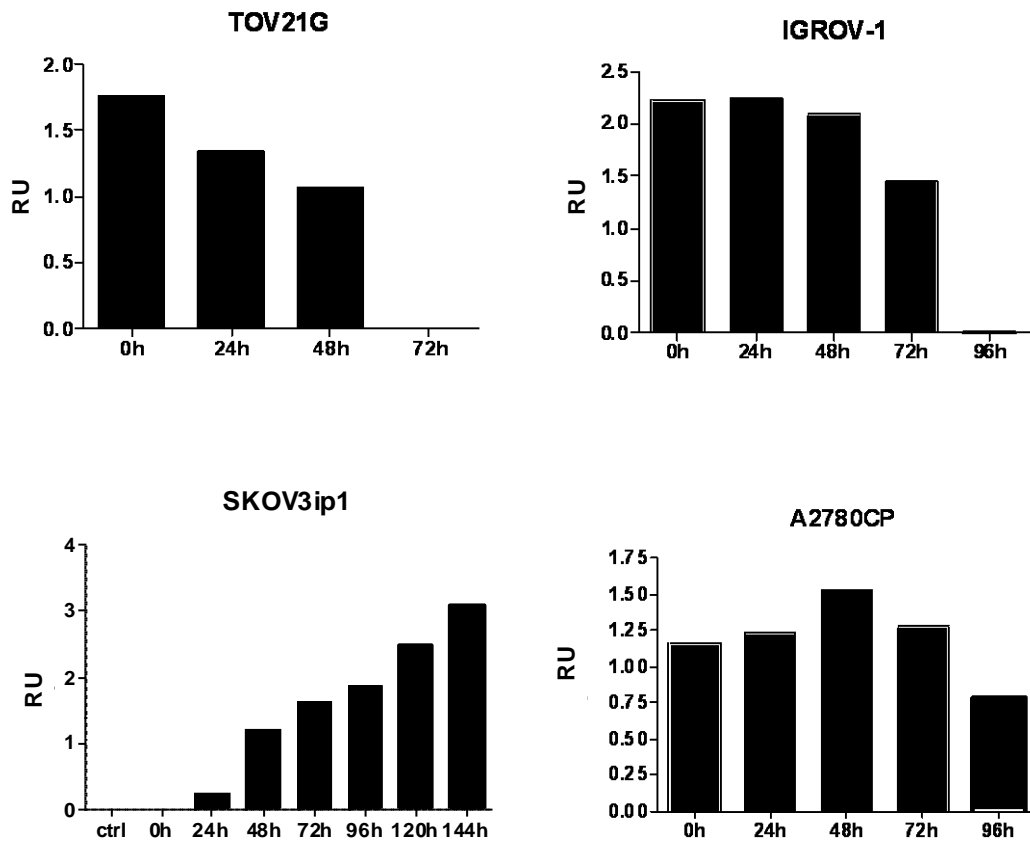 TOV21G
2.0
1.5
1.0
0.5
0.0
RU
0h 24h 48h 72h
IGROV-1
2.5
2.0
1.5
1.0
0.5
0.0
RU
0h 24h 48h 72h 96h
SKOV3ip1
4
3
2
1
0
RU
ctrl 0h 24h 48h 72h 96h 120h 144h
A2780CP
1.75
1.50
1.25
1.00
0.75
0.50
0.25
0.00
RU
0h 24h 48h 72h 96h